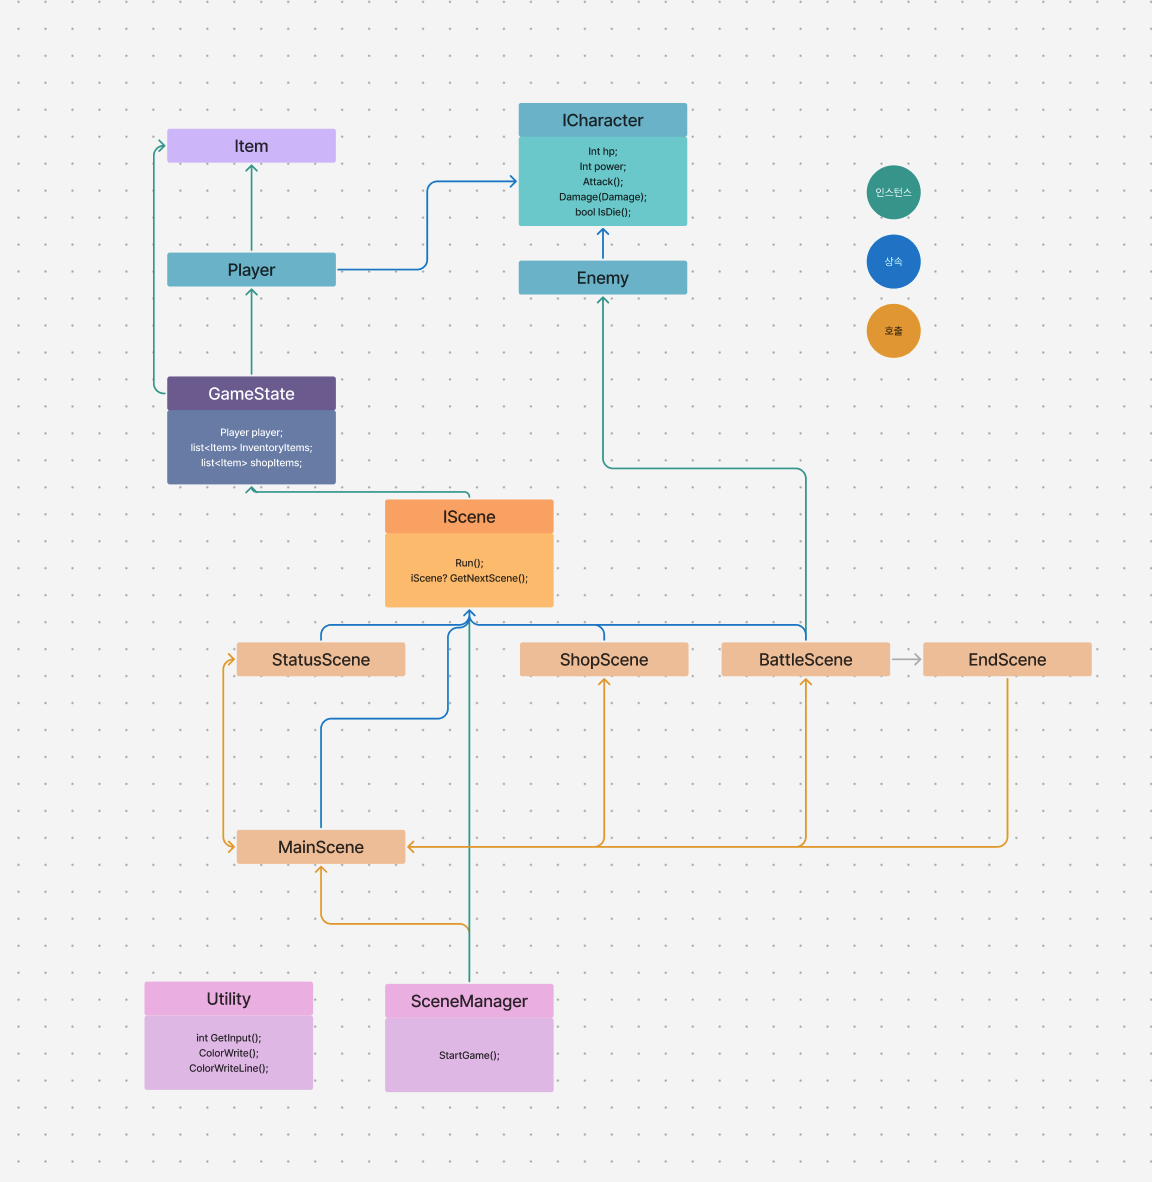 Item
ICharacter
Int hp;
Int power;
Attack();
Damage(Damage);
bool IsDie();
인스턴스
Player
Enemy
상속
호출
GameState
Player player;
list<Item> InventoryItems;
list<Item> shopItems;
IScene
Run();
iScene? GetNextScene();
StatusScene
ShopScene
BattleScene
EndScene
MainScene
Utility
int GetInput();
ColorWrite();
ColorWriteLine();
SceneManager
StartGame();